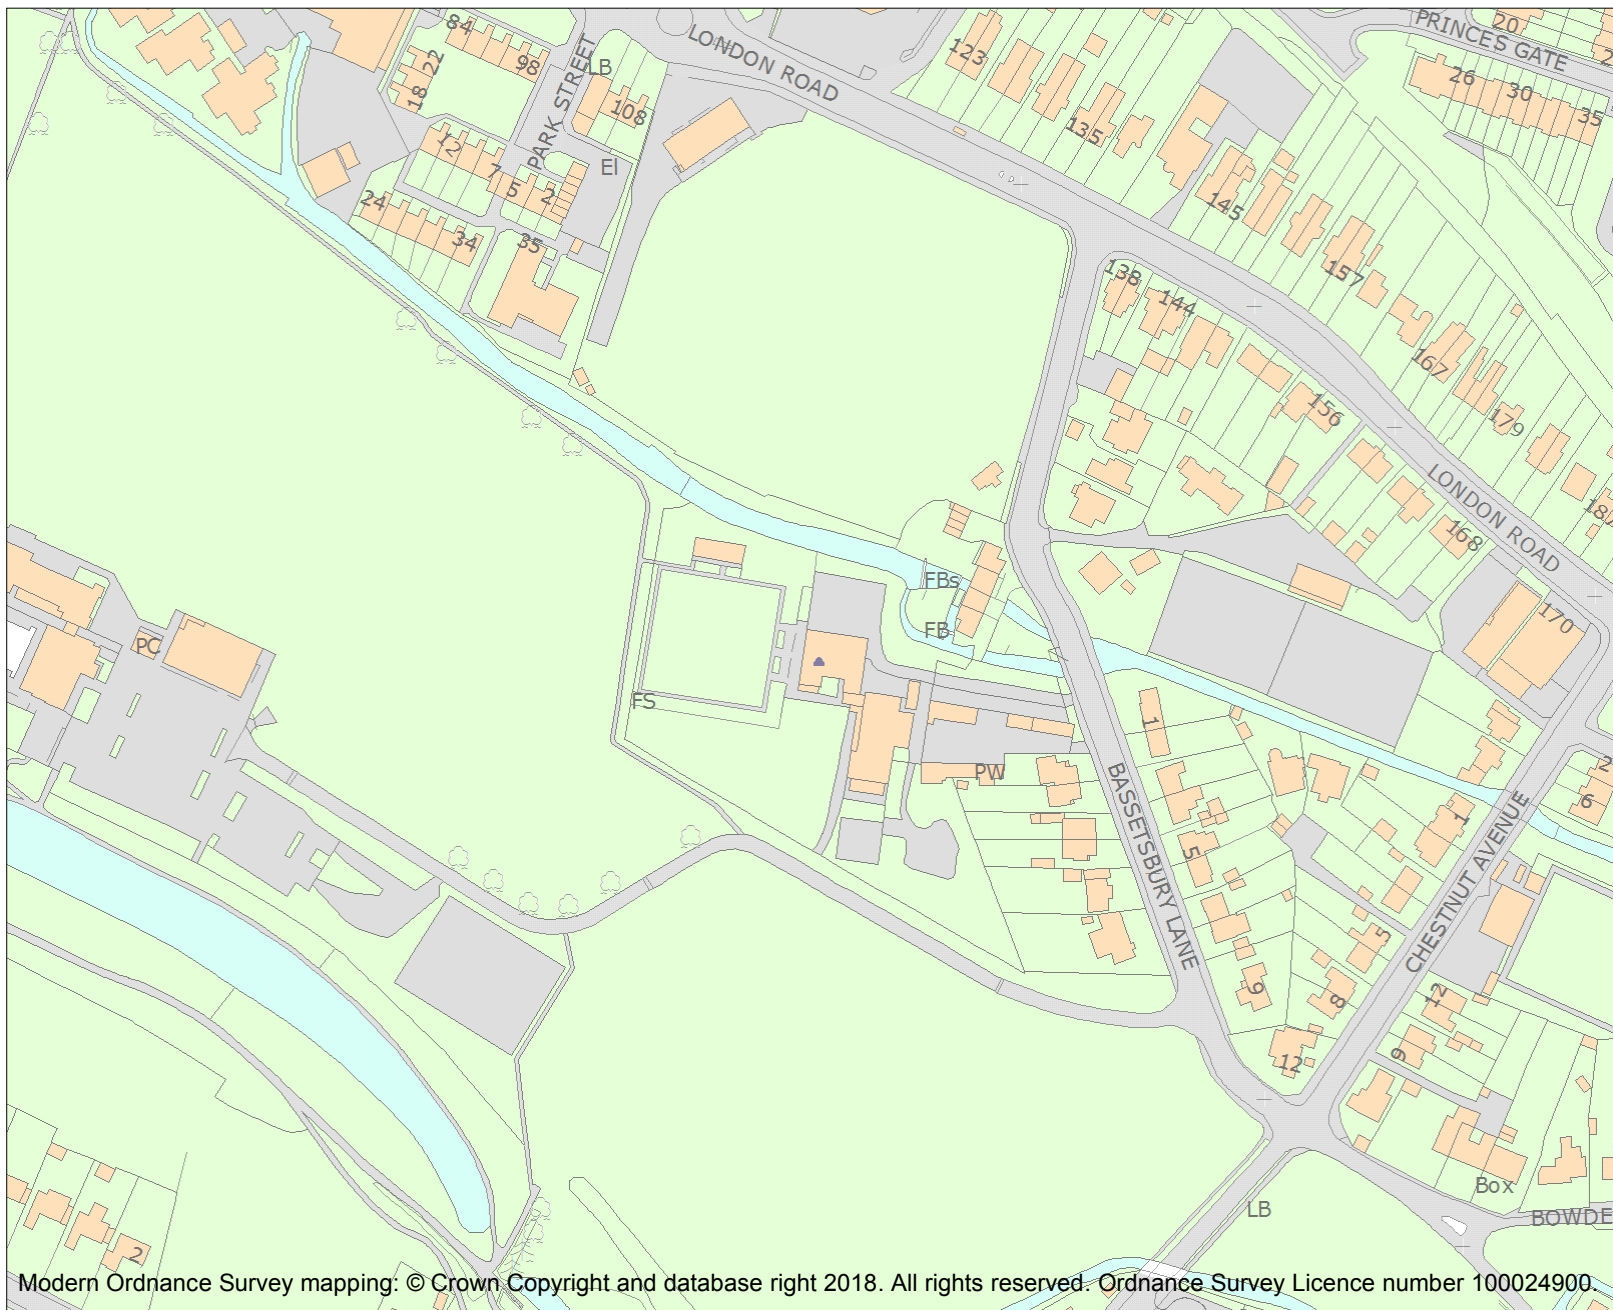 84
98
22
18
LB
108
PARK STREET
LONDON ROAD
123
135
PRINCES GATE
20
26
30
35
12
7
5
2
El
24
34
35
145
157
138
144
167
156
179
LONDON ROAD
168
170
FBs
FB
PC
FS
PW
1
5
9
BASSETSBURY LANE
1
6
CHESTNUT AVENUE
5
8
12
12
9
Box
BOWDE
LB
2
Modern Ordnance Survey mapping: © Crown Copyright and database right 2018. All rights reserved. Ordnance Survey Licence number 100024900.